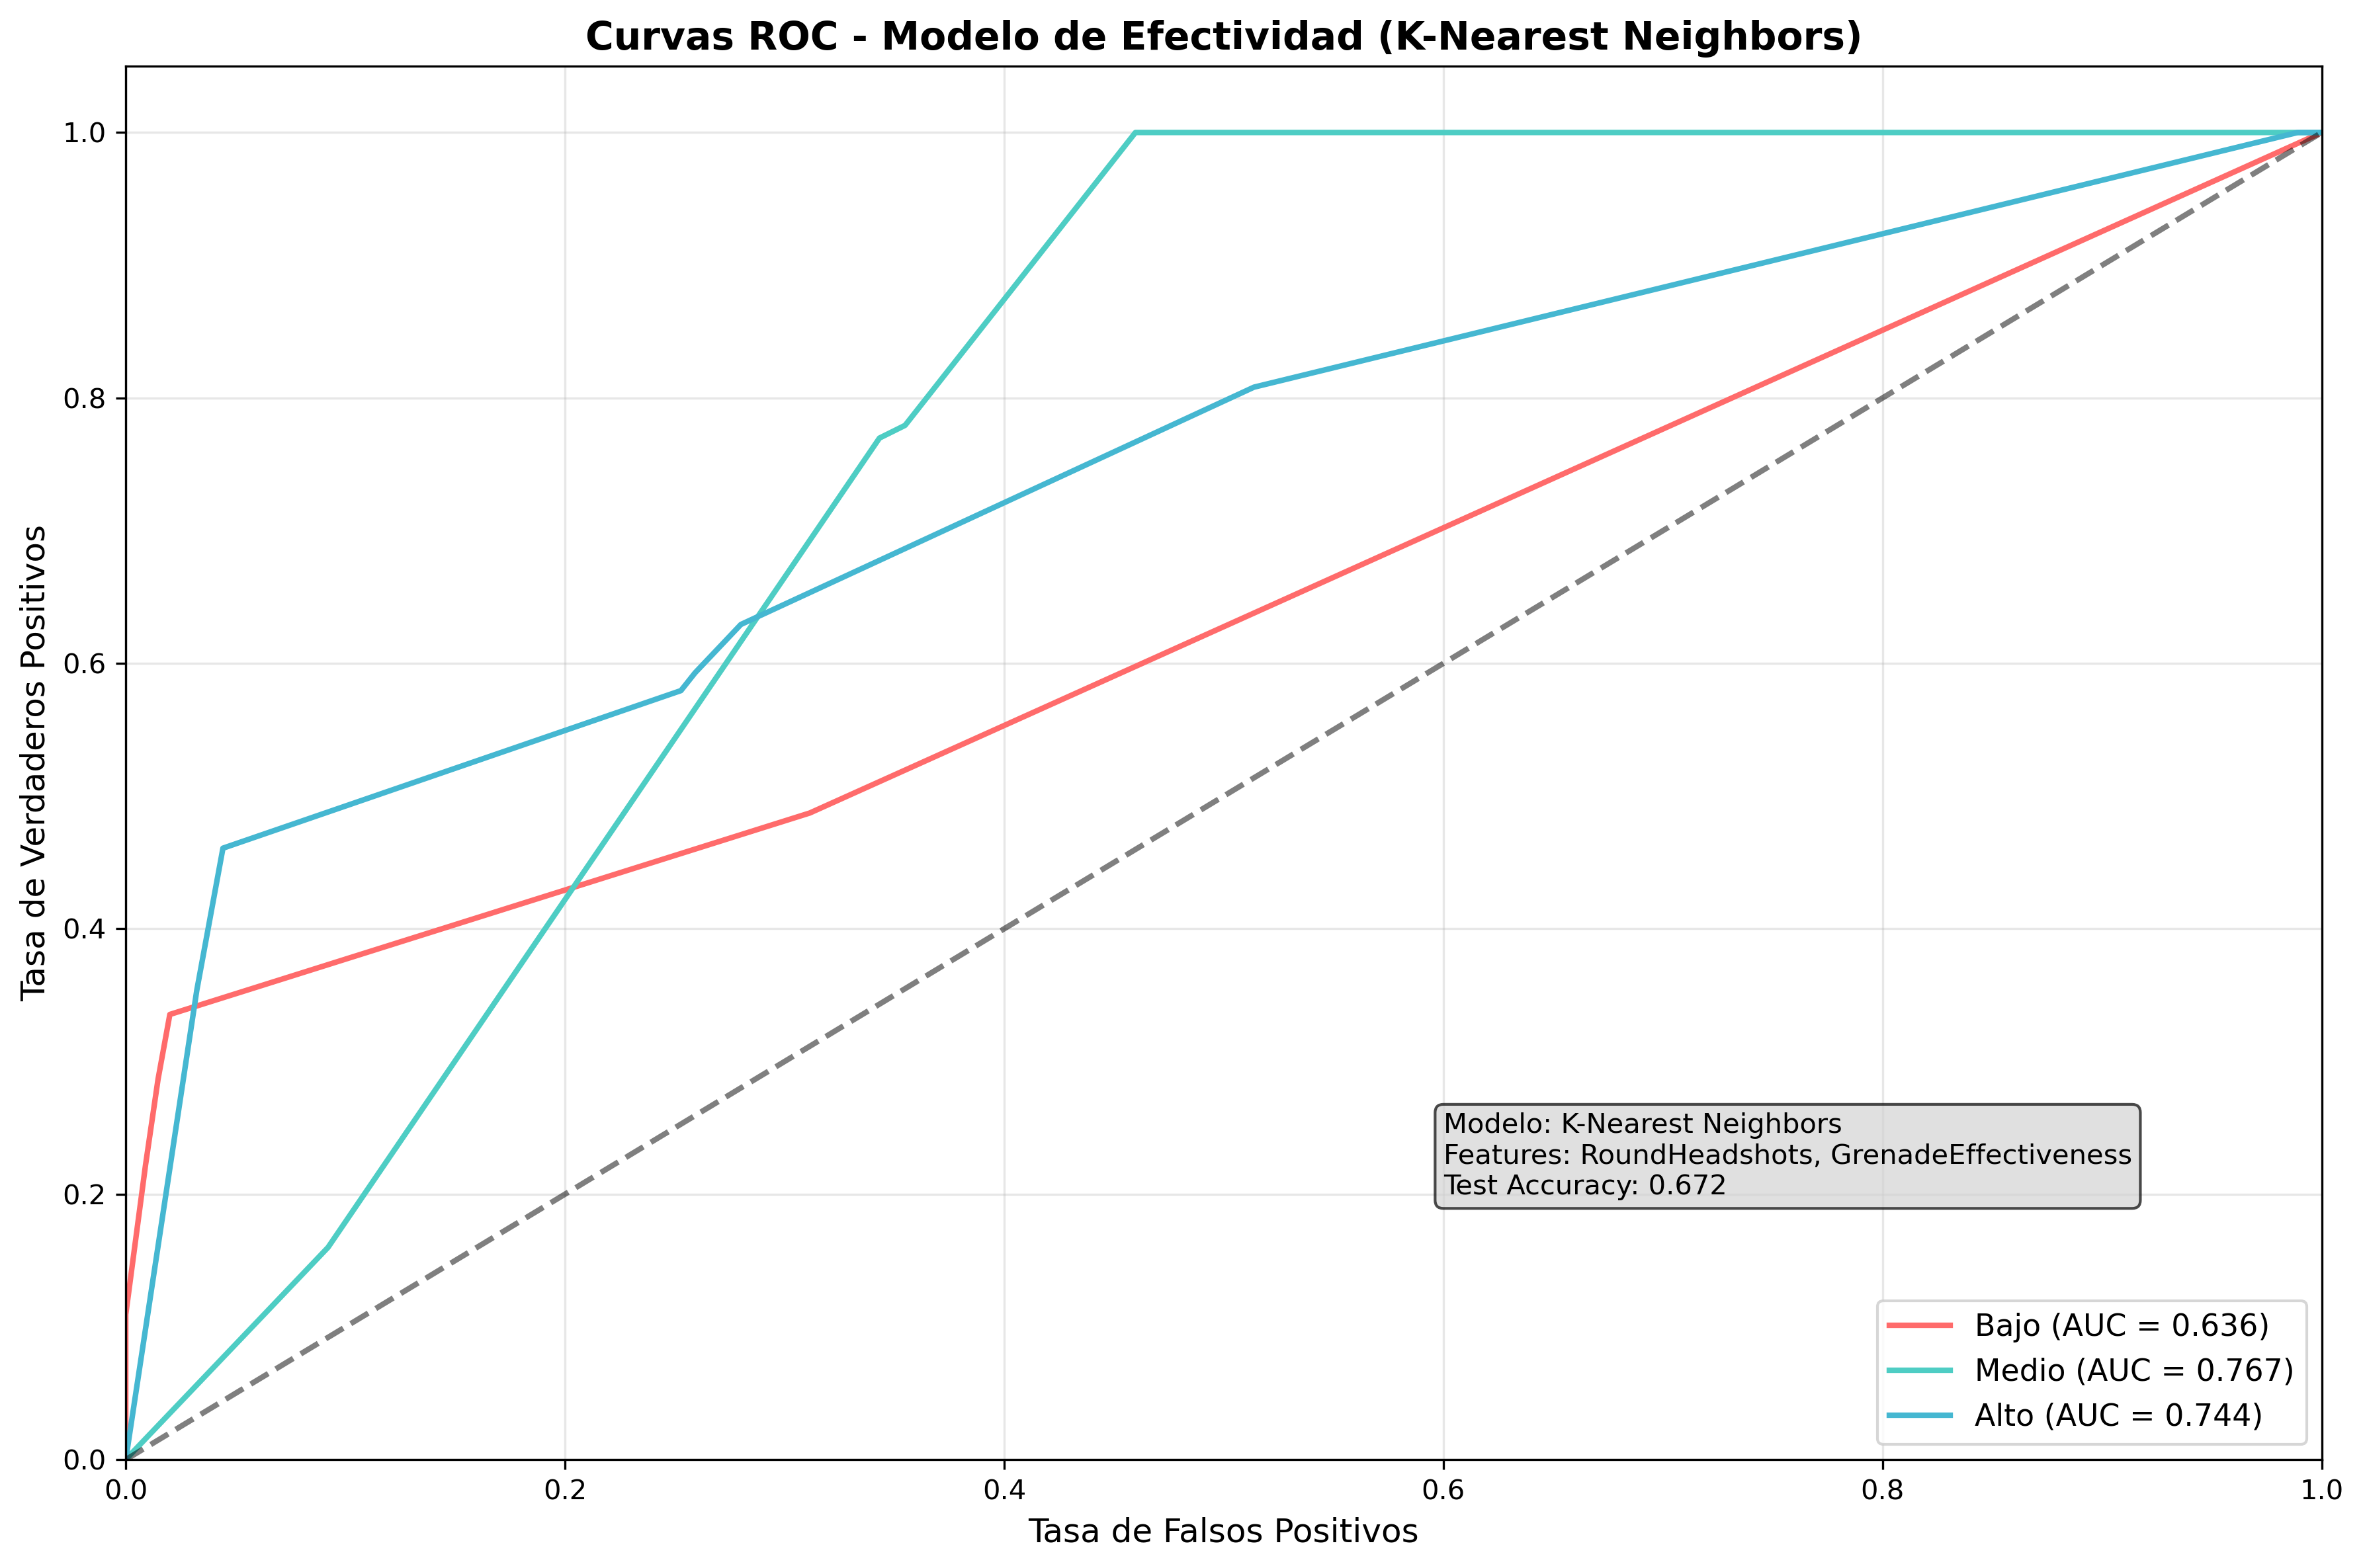 Curvas ROC - Modelo de Efectividad (K-Nearest Neighbors)
Tasa de Verdaderos Positivos
1.0
0.8
0.6
0.4
0.2
0.0
0.0 0.2 0.4 0.6 0.8 1.0
Tasa de Falsos Positivos
Modelo: K-Nearest Neighbors
Features: RoundHeadshots, GrenadeEffectiveness
Test Accuracy: 0.672
Bajo (AUC = 0.636)
Medio (AUC = 0.767)
Alto (AUC = 0.744)